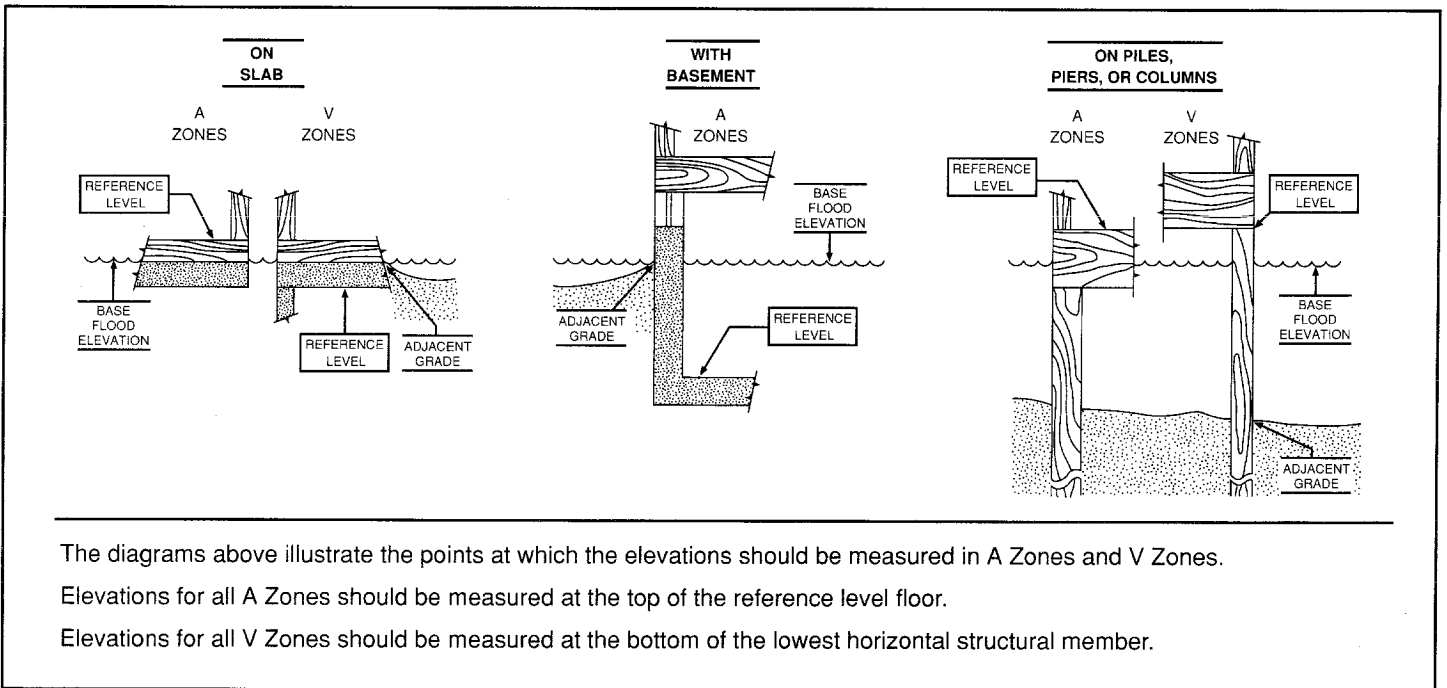 ON
SLAB
A
ZONES
V
ZONES
REFERENCE
LEVEL
BASE
FLOOD
ELEVATION
REFERENCE
LEVEL
ADJACENT
GRADE
WITH
BASEMENT
A
ZONES
BASE
FLOOD
ELEVATION
ADJACENT
GRADE
REFERENCE
LEVEL
ON PILES,
PIERS, OR COLUMNS
A
ZONES
V
ZONES
REFERENCE
LEVEL
REFERENCE
LEVEL
BASE
FLOOD
ELEVATION
ADJACENT
GRADE
The diagrams above illustrate the points at which the elevations should be measured in A Zones and V Zones.
Elevations for all A Zones should be measured at the top of the reference level floor.
Elevations for all V Zones should be measured at the bottom of the lowest horizontal structural member.